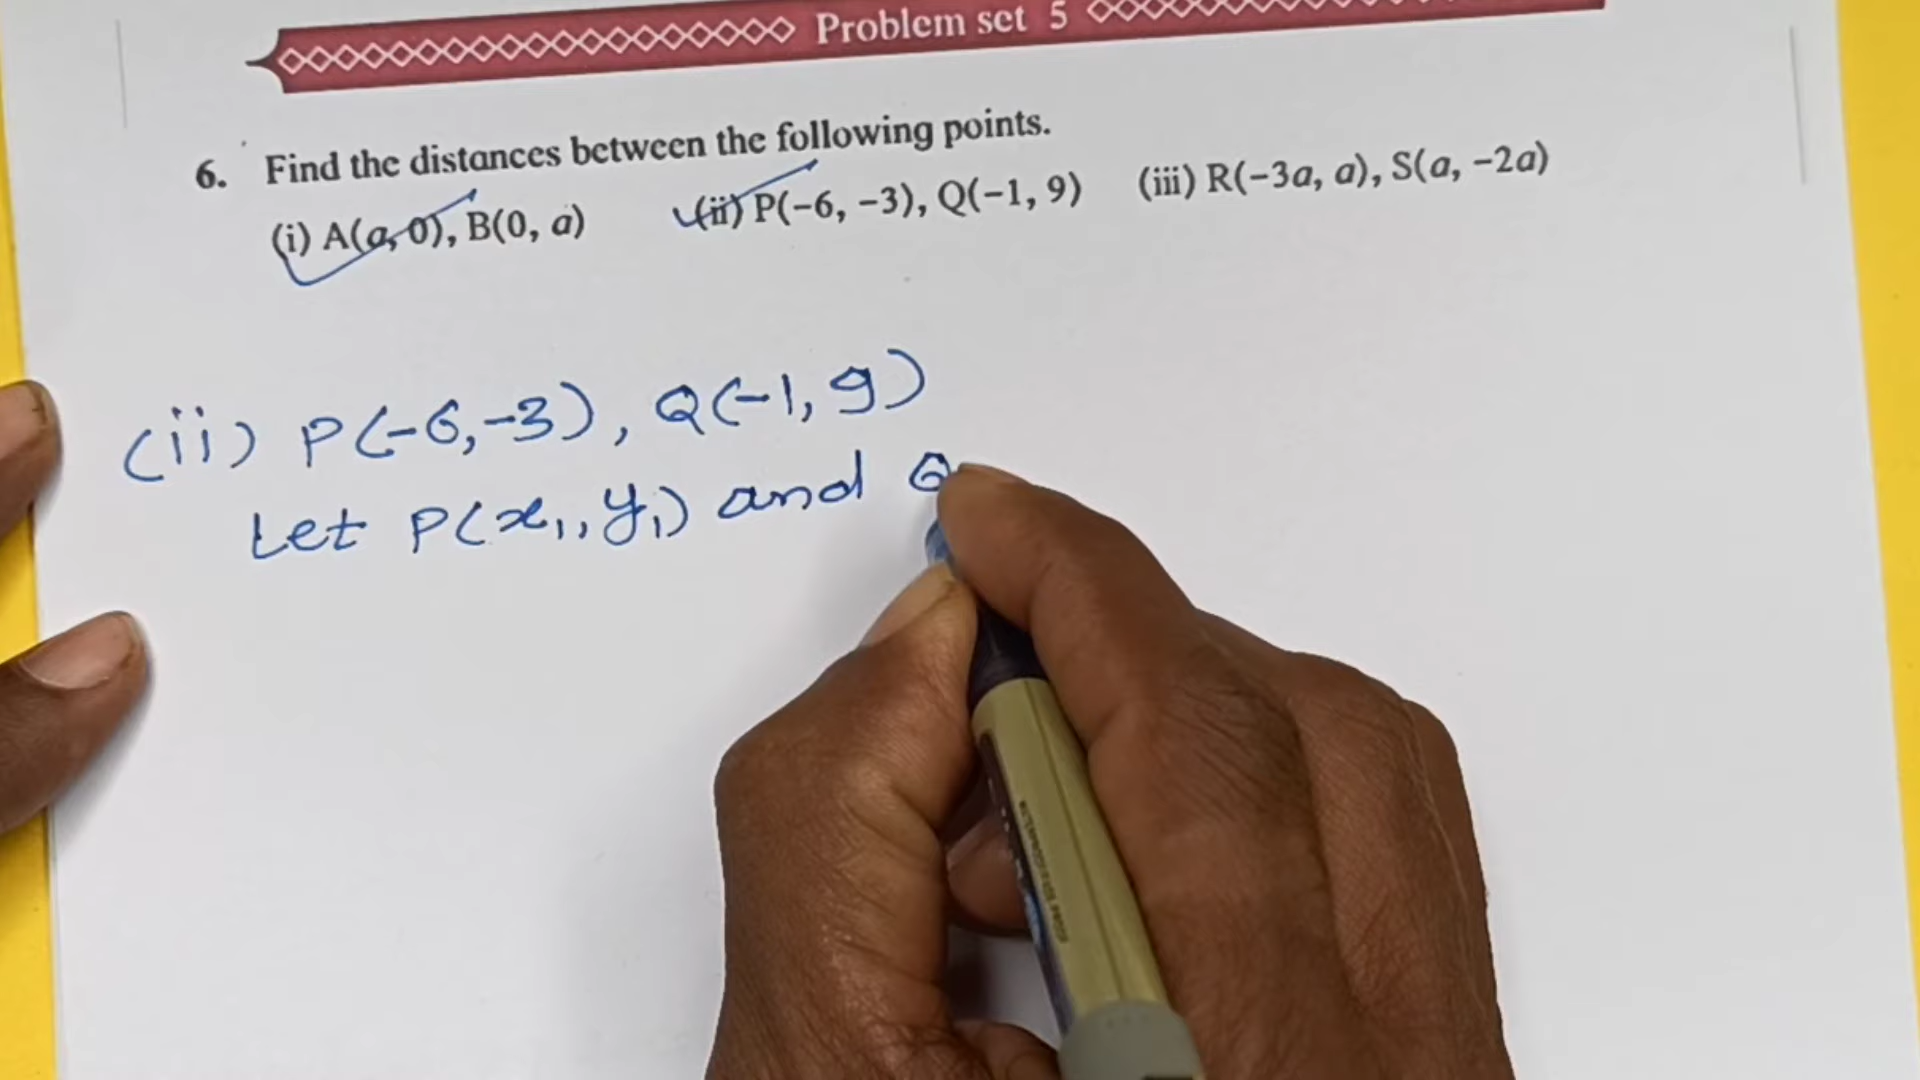 Problem set 5
6. Find the distances between the following points.
(i) A(a, 0), B(0, a) (ii) P(−6, −3), Q(−1, 9) (iii) R(−3a, a), S(a, −2a)
(ii) P(-6,-3), Q(-1, 9)
Let P(x₁, y₁) and Q